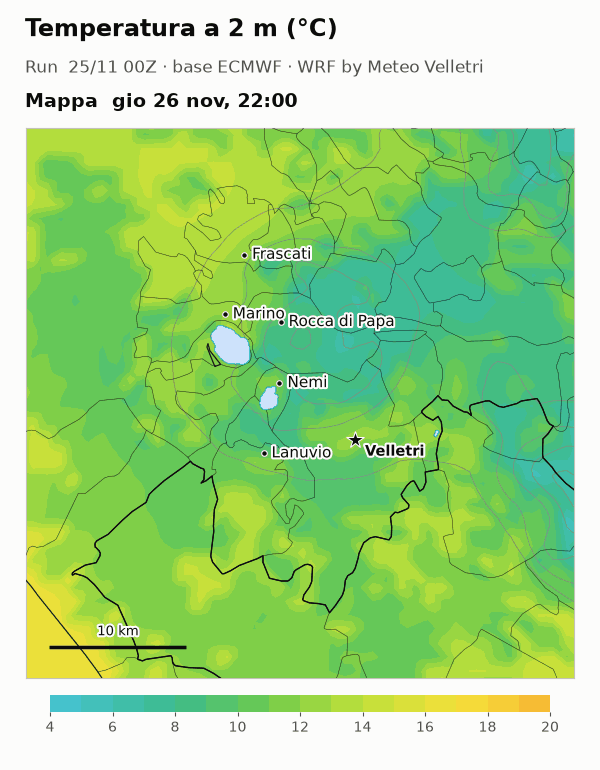 Temperatura a 2 m (°C)
Run  25/11 00Z · base ECMWF · WRF by Meteo Velletri
Mappa  gio 26 nov, 22:00
Frascati
Marino
Rocca di Papa
Nemi
Velletri
Lanuvio
10 km
4 6 8 10 12 14 16 18 20